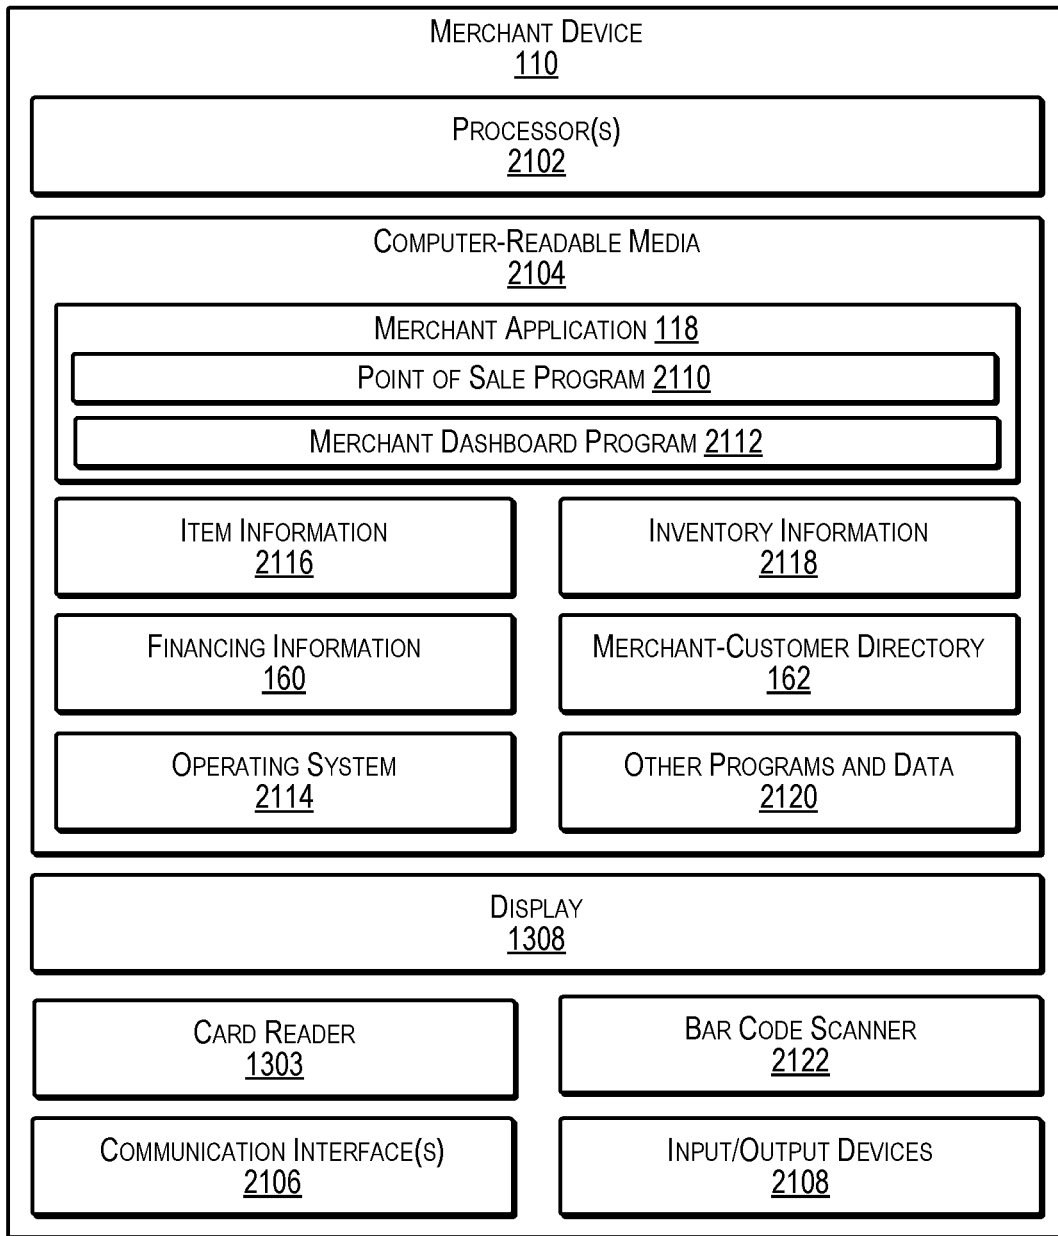 MERCHANT DEVICE
110
PROCESSOR(S)
2102
COMPUTER-READABLE MEDIA
2104
MERCHANT APPLICATION 118
POINT OF SALE PROGRAM 2110
MERCHANT DASHBOARD PROGRAM 2112
ITEM INFORMATION
2116
INVENTORY INFORMATION
2118
FINANCING INFORMATION
160
MERCHANT-CUSTOMER DIRECTORY
162
OPERATING SYSTEM
2114
OTHER PROGRAMS AND DATA
2120
DISPLAY
1308
CARD READER
1303
BAR CODE SCANNER
2122
COMMUNICATION INTERFACE(S)
2106
INPUT/OUTPUT DEVICES
2108